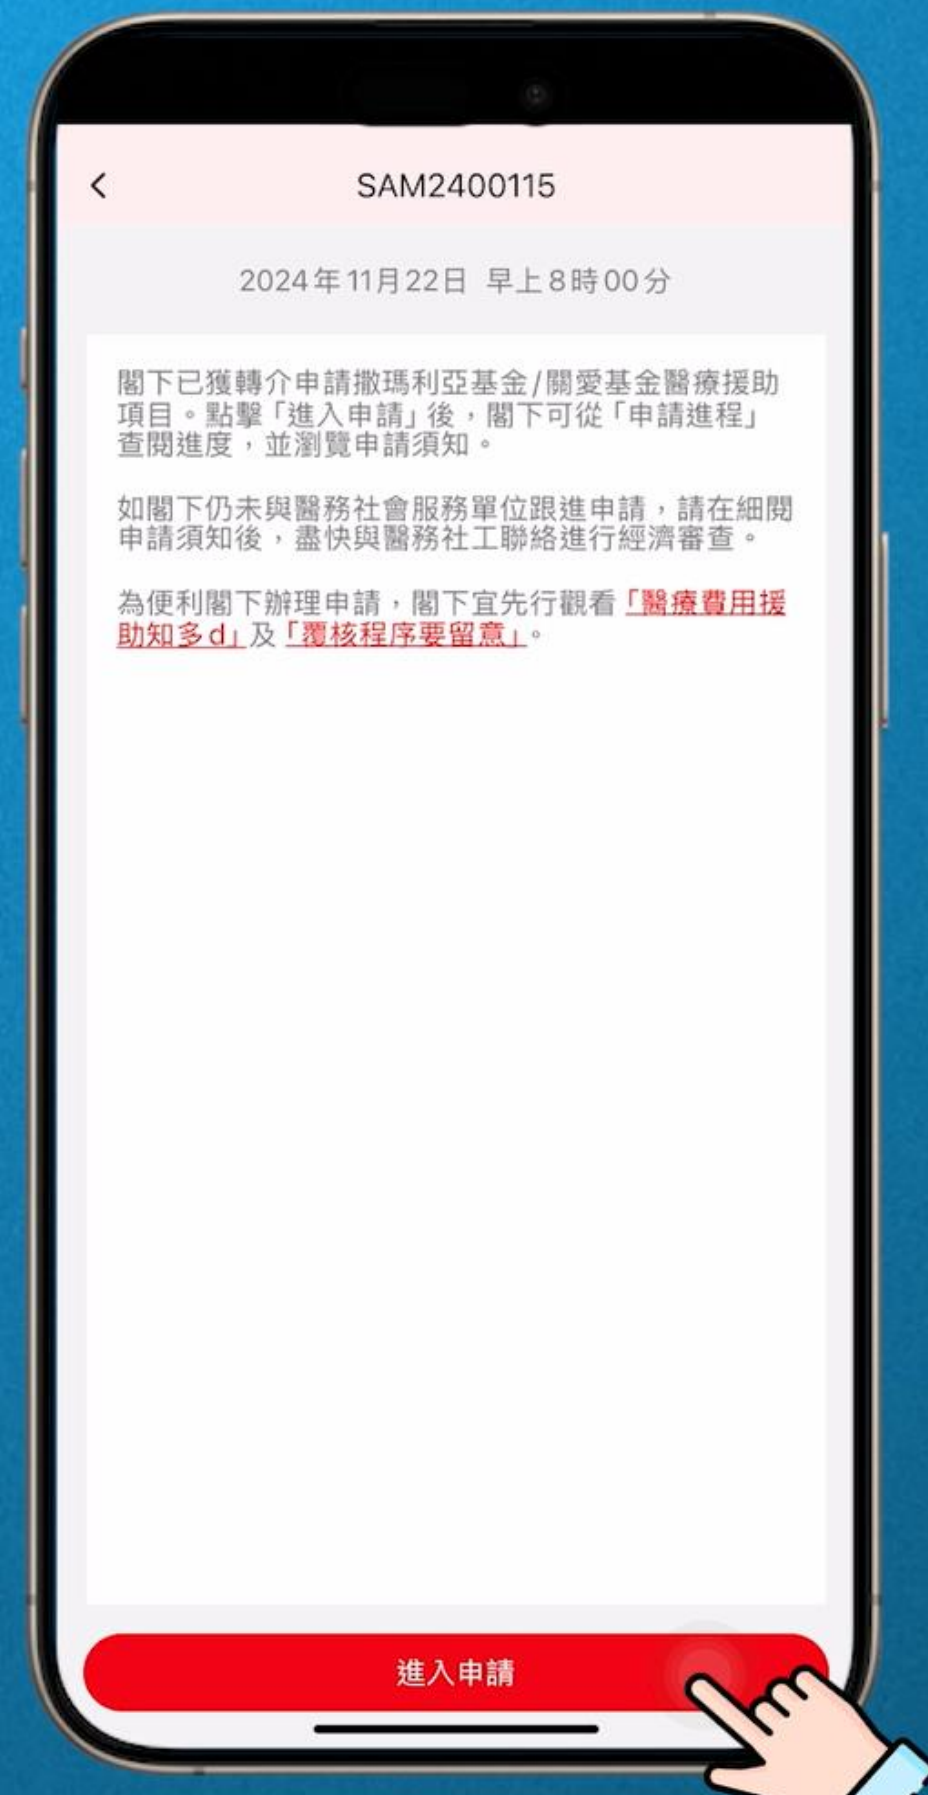 SAM2400115
2024年11月22日 早上8時00分
閣下已獲轉介申請撒瑪利亞基金/關愛基金醫療援助
項目。點擊「進入申請」後，閣下可從「申請進程」
查閱進度，並瀏覽申請須知。
如閣下仍未與醫務社會服務單位跟進申請，請在細閱
申請須知後，盡快與醫務社工聯絡進行經濟審查。
為便利閣下辦理申請，閣下宜先行觀看「醫療費用援
助知多d」及「覆核程序要留意」。
進入申請